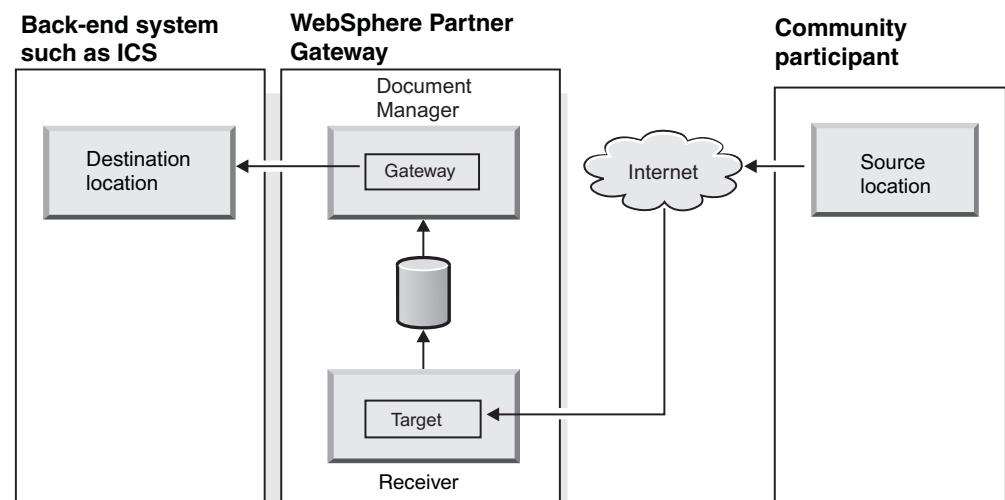 Back-end system
such as ICS
WebSphere Partner
Gateway
Community
participant
Document
Manager
Destination
location
Gateway
Internet
Source
location
Target
Receiver